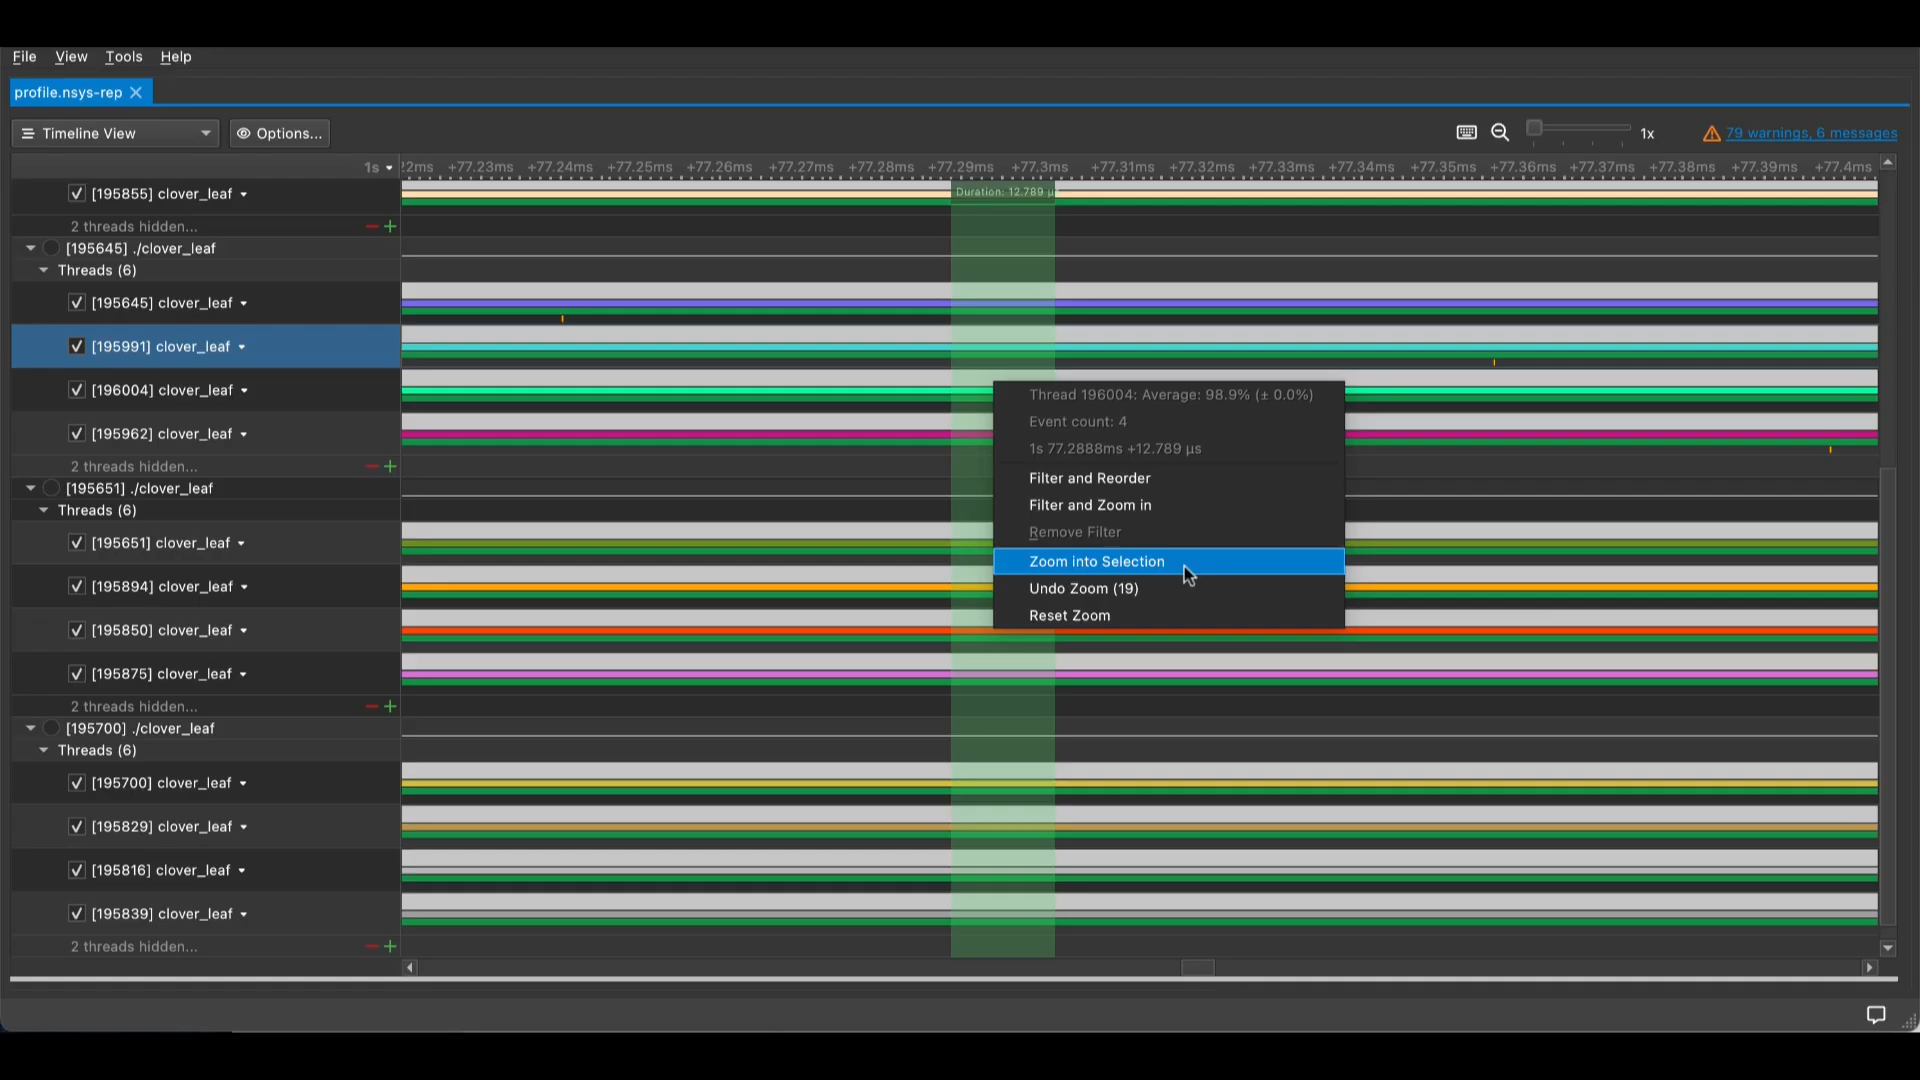 File View Tools Help
profile.nsys-rep
Timeline View Options... 1x 79 warnings, 6 messages
1s 22ms +77.23ms +77.24ms +77.25ms +77.26ms +77.27ms +77.28ms +77.29ms +77.3ms +77.31ms +77.32ms +77.33ms +77.34ms +77.35ms +77.36ms +77.37ms +77.38ms +77.39ms +77.4ms
[195855] clover_leaf
Duration: 12.789 µ
2 threads hidden...
[195645] ./clover_leaf
Threads (6)
[195645] clover_leaf
[195991] clover_leaf
[196004] clover_leaf
[195962] clover_leaf
2 threads hidden...
[195651] ./clover_leaf
Threads (6)
[195651] clover_leaf
[195894] clover_leaf
[195850] clover_leaf
[195875] clover_leaf
2 threads hidden...
[195700] ./clover_leaf
Threads (6)
[195700] clover_leaf
[195829] clover_leaf
[195816] clover_leaf
[195839] clover_leaf
2 threads hidden...
Thread 196004: Average: 98.9% (± 0.0%)
Event count: 4
1s 77.2888ms +12.789 µs
Filter and Reorder
Filter and Zoom in
Remove Filter
Zoom into Selection
Undo Zoom (19)
Reset Zoom